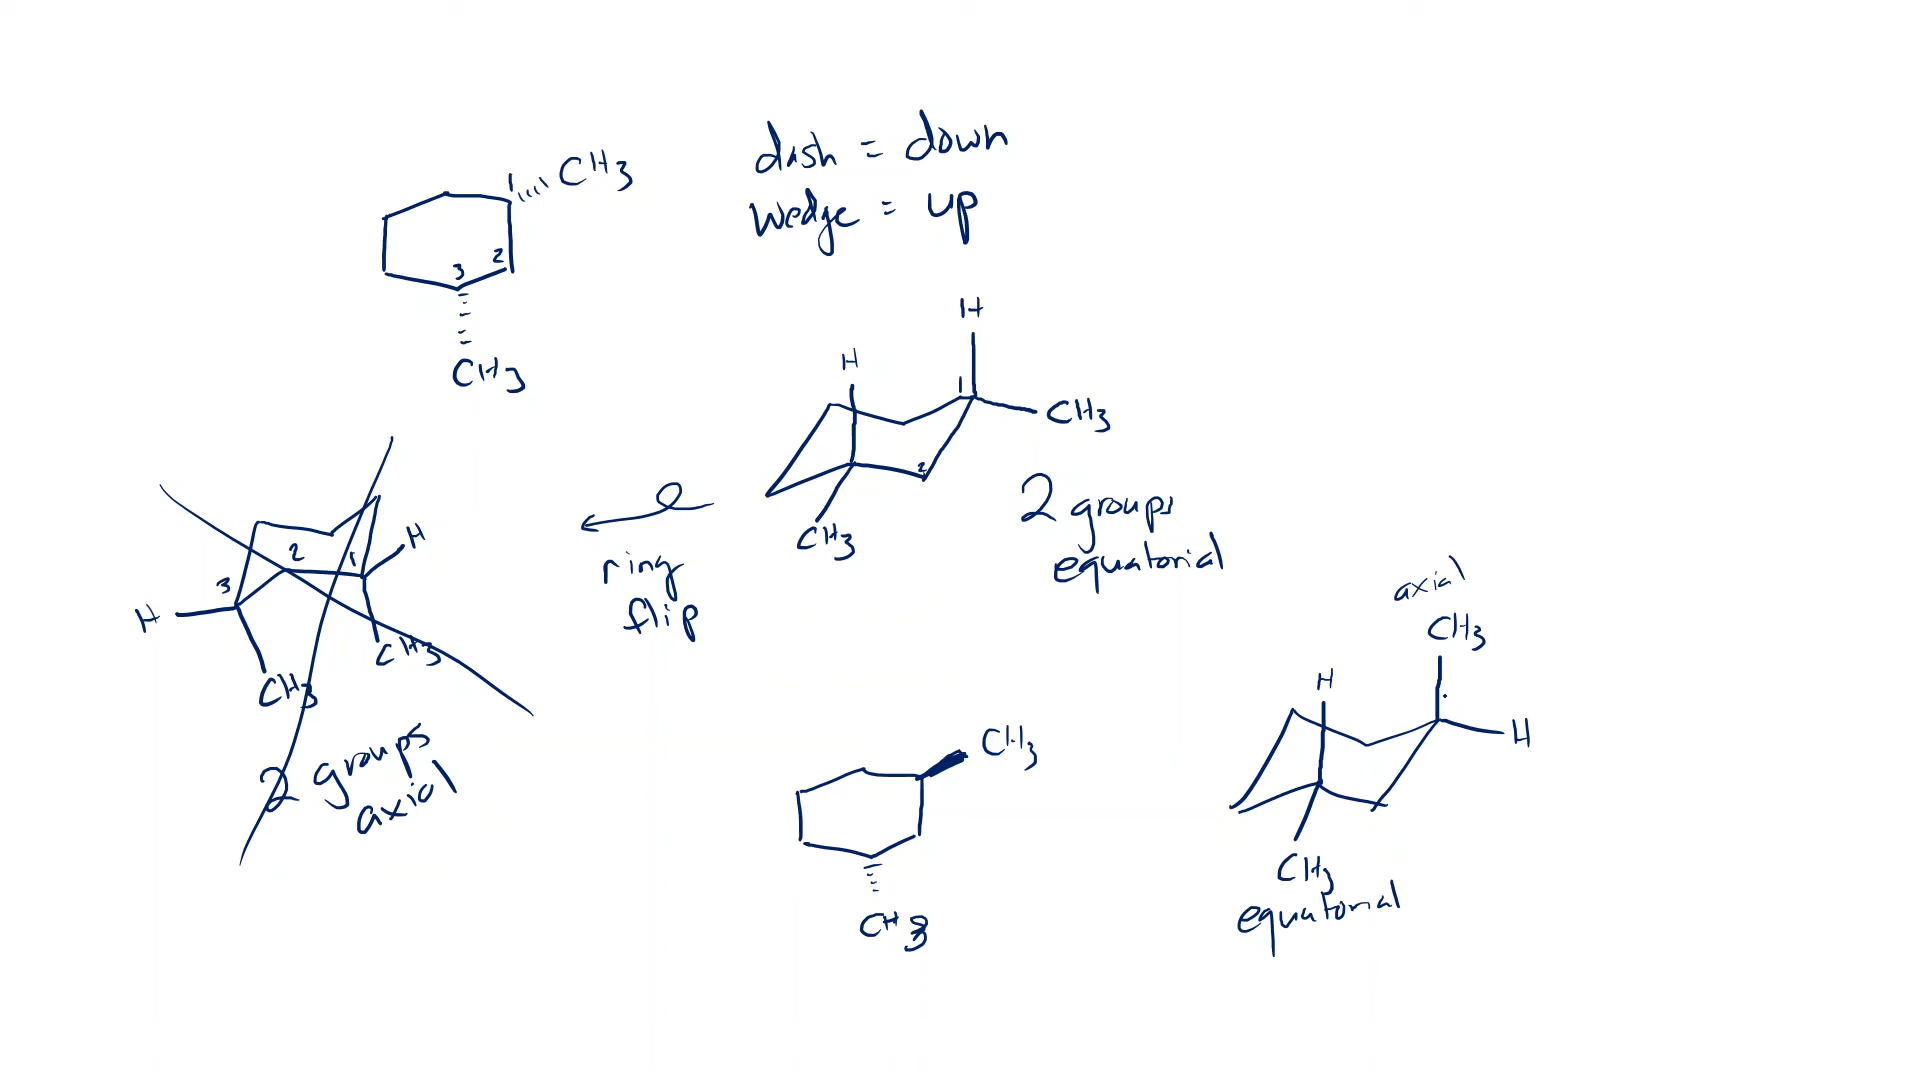 dash = down
wedge = up
1
CH3
2
3
CH3
H
H
1
CH3
2
CH3
2 groups
equatorial
ring
flip
H
2
1
3
H
CH3
CH3
2 groups
axial
CH3
CH3
axial
CH3
H
H
CH3
equatorial